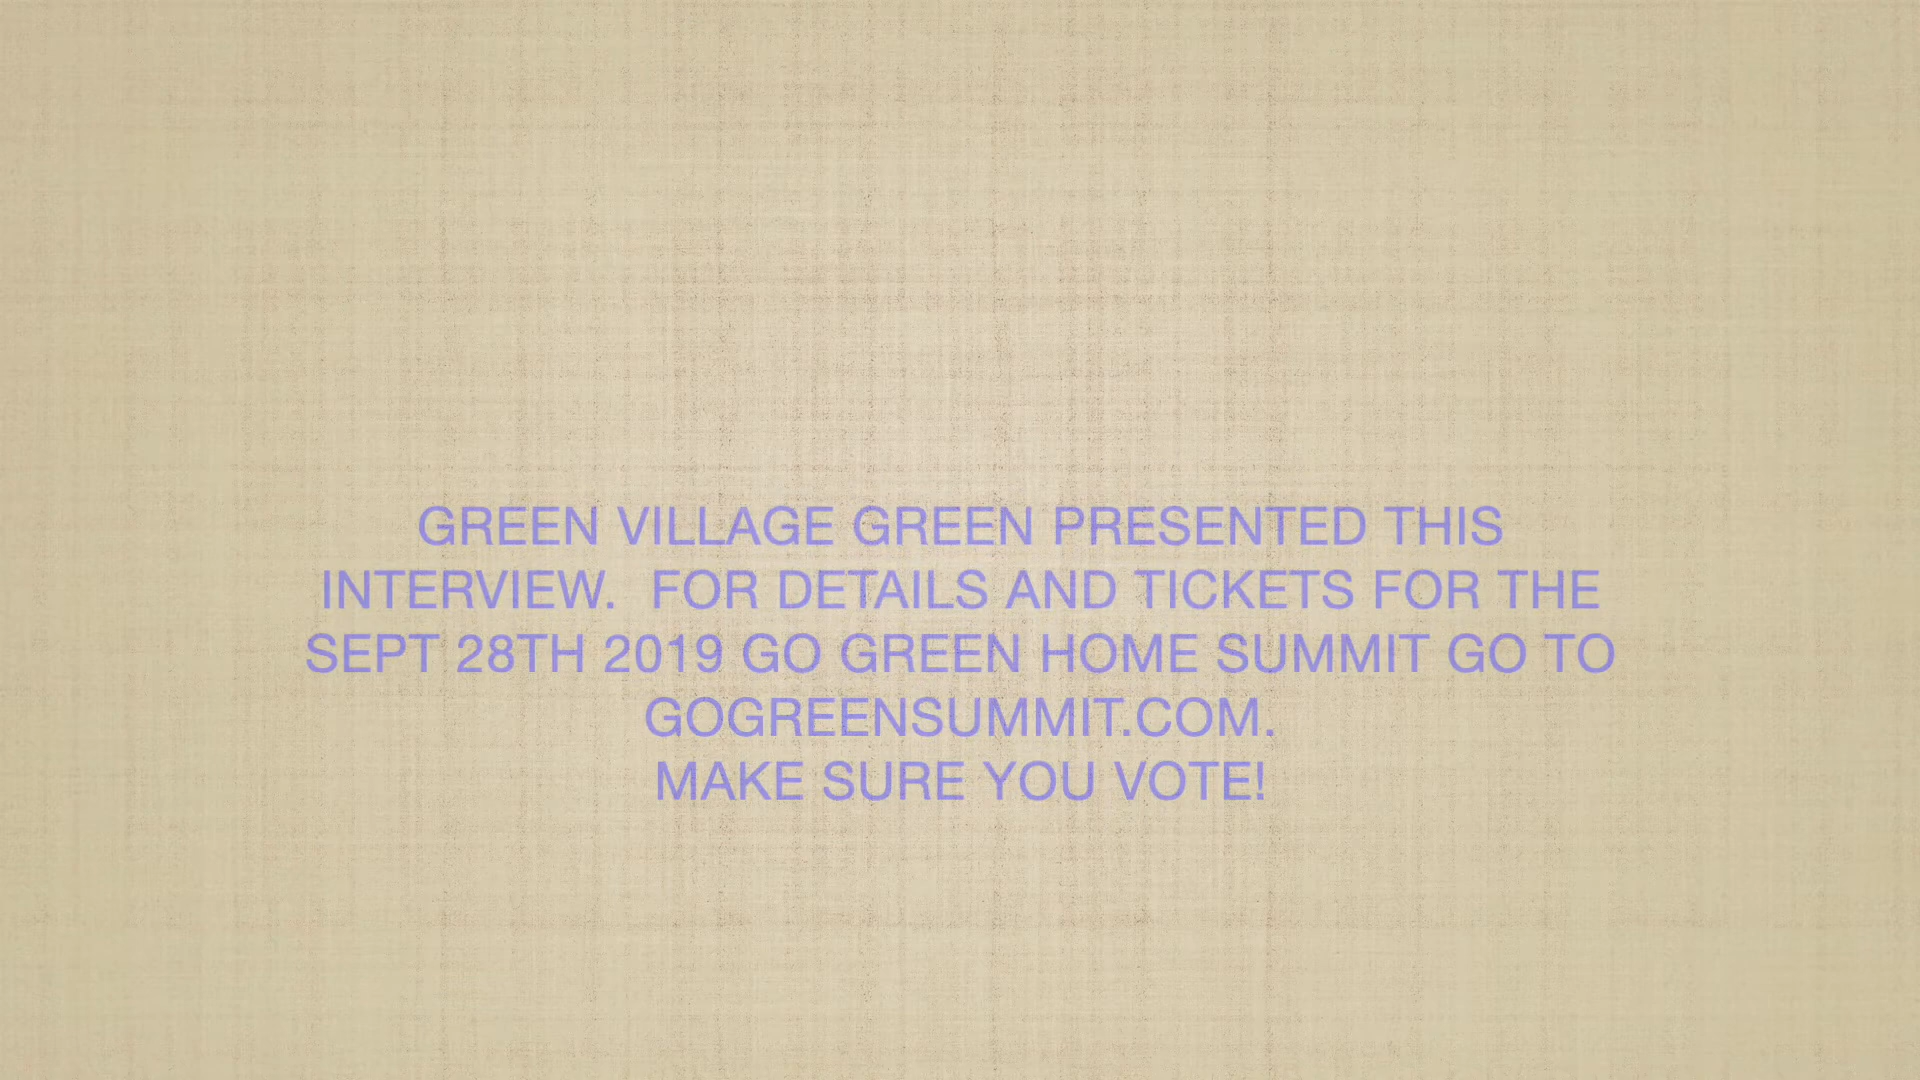 GREEN VILLAGE GREEN PRESENTED THIS
INTERVIEW.  FOR DETAILS AND TICKETS FOR THE
SEPT 28TH 2019 GO GREEN HOME SUMMIT GO TO
GOGREENSUMMIT.COM.
MAKE SURE YOU VOTE!